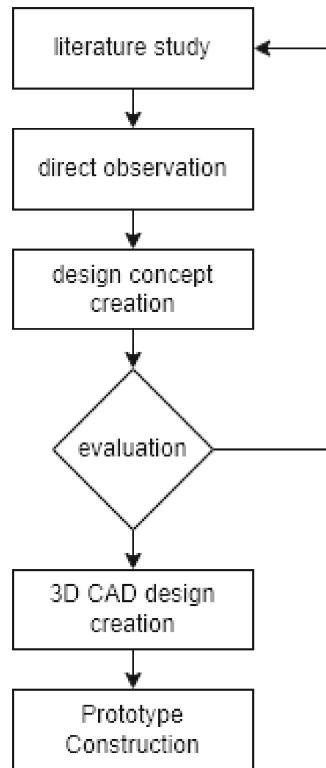 literature study
direct observation
design concept
creation
evaluation
3D CAD design
creation
Prototype
Construction